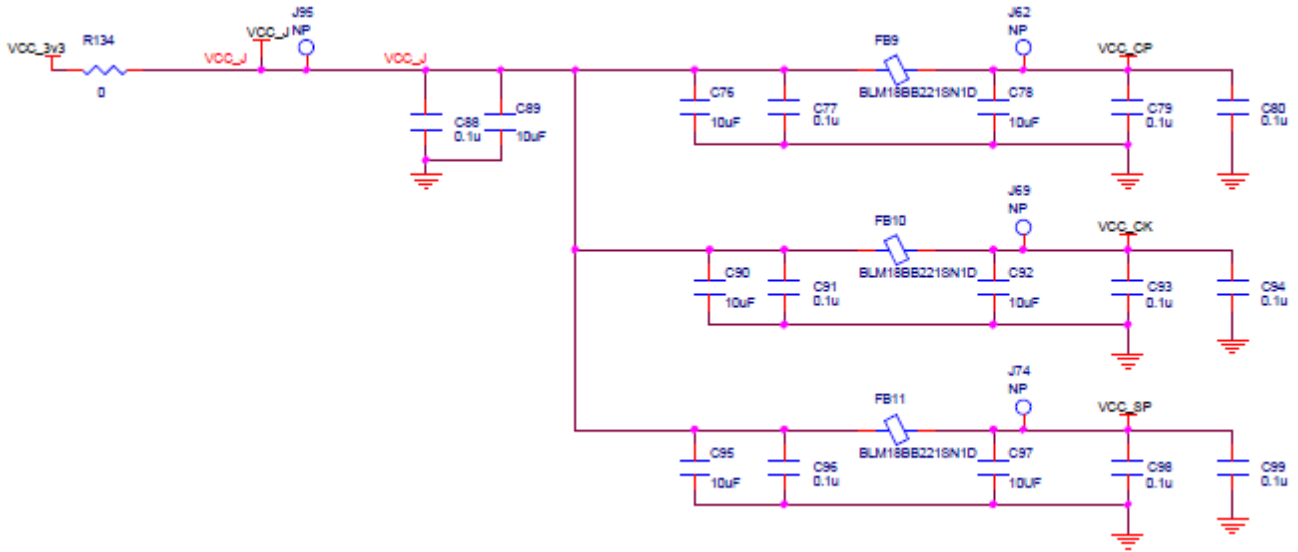 J95
NP
J62
NP
VCC_3v3
R134
VCC_J
VCC_J
VCC_J
FB9
VCC_CP
0
BLM18BB221SN1D
C88
0.1u
C89
10uF
C76
10uF
C77
0.1u
C78
10uF
C79
0.1u
C80
0.1u
J69
NP
FB10
VCC_CK
BLM18BB221SN1D
C90
10uF
C91
0.1u
C92
10uF
C93
0.1u
C94
0.1u
J74
NP
FB11
VCC_SP
BLM18BB221SN1D
C95
10uF
C96
0.1u
C97
10UF
C98
0.1u
C99
0.1u